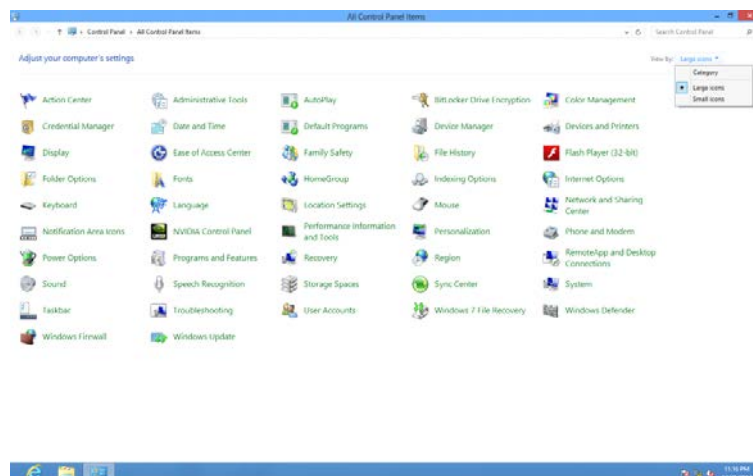 All Control Panel Items
Control Panel All Control Panel Items Search Control Panel
Adjust your computer's settings View by: Large icons
Category
Large icons
Small icons
Action Center Administrative Tools AutoPlay BitLocker Drive Encryption Color Management
Credential Manager Date and Time Default Programs Device Manager Devices and Printers
Display Ease of Access Center Family Safety File History Flash Player (32-bit)
Folder Options Fonts HomeGroup Indexing Options Internet Options
Keyboard Language Location Settings Mouse Network and Sharing
Center
Notification Area Icons NVIDIA Control Panel Performance Information
and Tools Personalization Phone and Modem
Power Options Programs and Features Recovery Region RemoteApp and Desktop
Connections
Sound Speech Recognition Storage Spaces Sync Center System
Taskbar Troubleshooting User Accounts Windows 7 File Recovery Windows Defender
Windows Firewall Windows Update